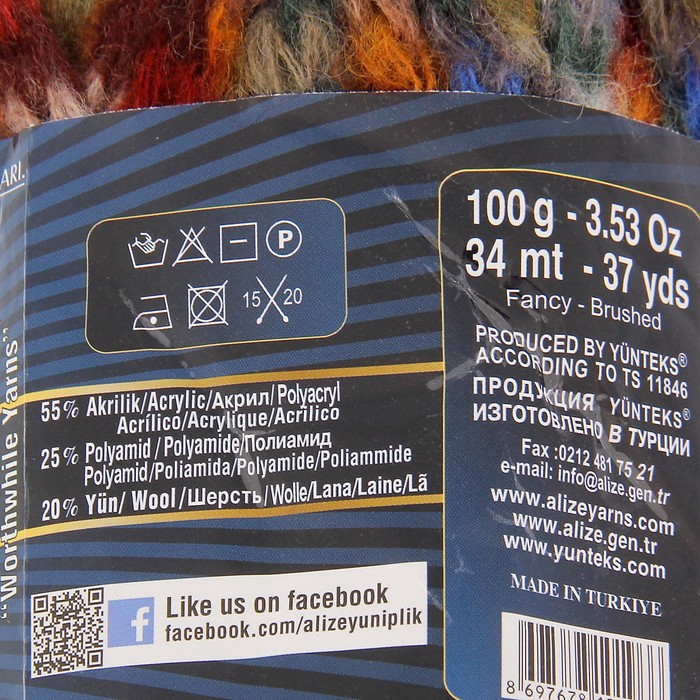 ARI.
"Worthwhile Yarns"
P
15 20
55% Akrilik/Acrylic/Акрил/Polyacryl
Acrílico/Acrylique/Acrílico
25% Polyamid / Polyamide/Полиамид
Polyamid/Poliamida/Polyamide/Poliammide
20% Yün/ Wool /Шерсть/Wolle/Lana/Laine/Lã
Like us on facebook
facebook.com/alizeyuniplik
100 g - 3.53 Oz
34 mt - 37 yds
Fancy - Brushed
PRODUCED BY YÜNTEKS®
ACCORDING TO TS 11846
ПРОДУКЦИЯ YÜNTEKS®
ИЗГОТОВЛЕНО В ТУРЦИИ
Fax :0212 481 75 21
e-mail: info@alize.gen.tr
www.alizeyarns.com
www.alize.gen.tr
www.yunteks.com
MADE IN TURKIYE
8 697678